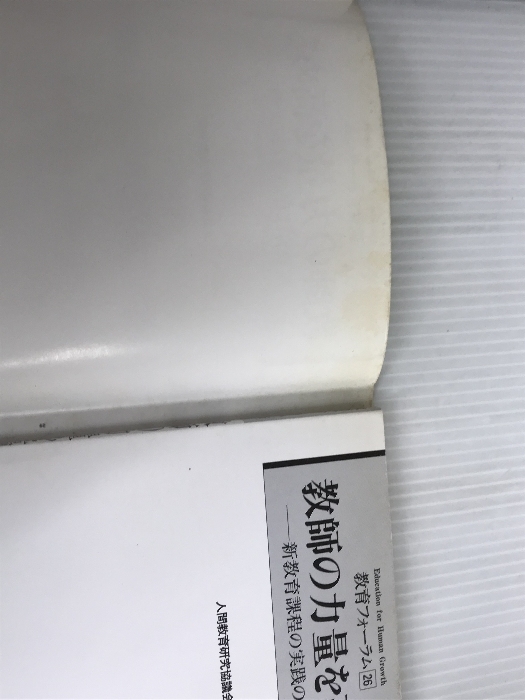 Education for Human Growth
教育フォーラム26
教師の力量を
──新教育課程の実践の
人間教育研究協議会